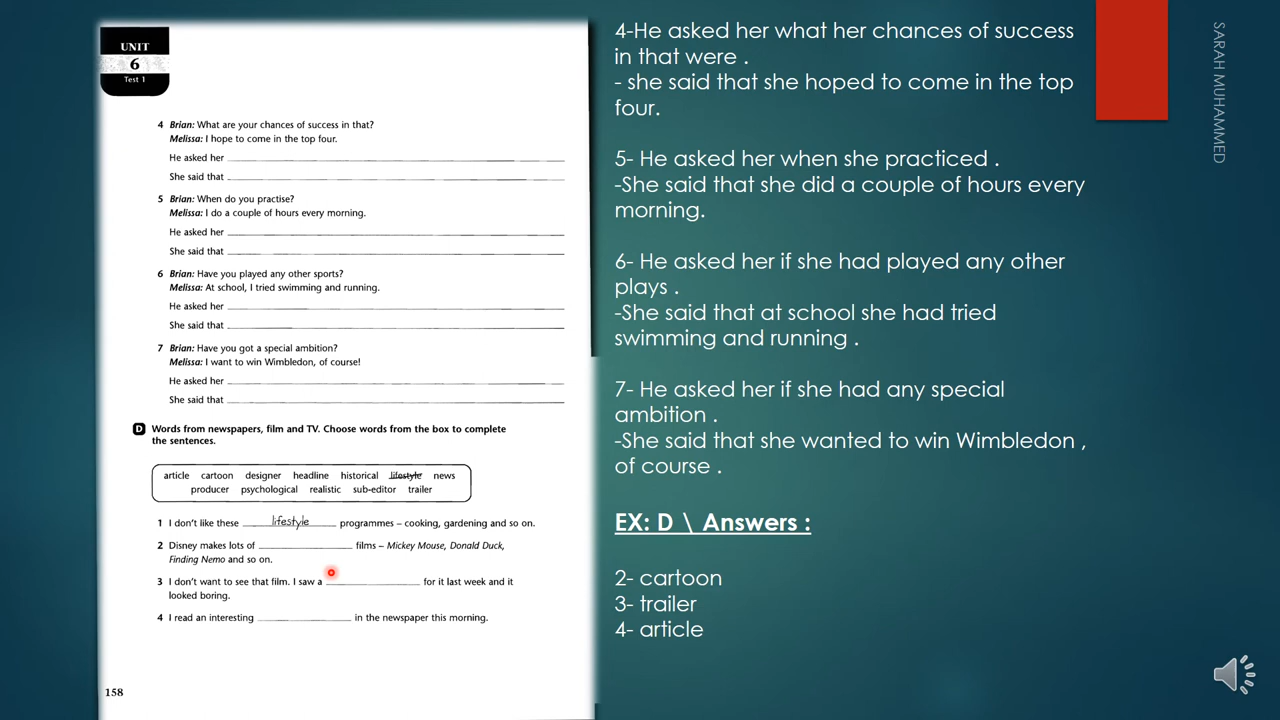 UNIT
6
Test 1
4 Brian: What are your chances of success in that?
Melissa: I hope to come in the top four.
He asked her
She said that
5 Brian: When do you practise?
Melissa: I do a couple of hours every morning.
He asked her
She said that
6 Brian: Have you played any other sports?
Melissa: At school, I tried swimming and running.
He asked her
She said that
7 Brian: Have you got a special ambition?
Melissa: I want to win Wimbledon, of course!
He asked her
She said that
D Words from newspapers, film and TV. Choose words from the box to complete
the sentences.
article cartoon designer headline historical lifestyle news
producer psychological realistic sub-editor trailer
1 I don't like these lifestyle programmes – cooking, gardening and so on.
2 Disney makes lots of films – Mickey Mouse, Donald Duck,
Finding Nemo and so on.
3 I don't want to see that film. I saw a for it last week and it
looked boring.
4 I read an interesting in the newspaper this morning.
158
4-He asked her what her chances of success
in that were .
- she said that she hoped to come in the top
four.
5- He asked her when she practiced .
-She said that she did a couple of hours every
morning.
6- He asked her if she had played any other
plays .
-She said that at school she had tried
swimming and running .
7- He asked her if she had any special
ambition .
-She said that she wanted to win Wimbledon ,
of course .
EX: D \ Answers :
2- cartoon
3- trailer
4- article
SARAH MUHAMMED